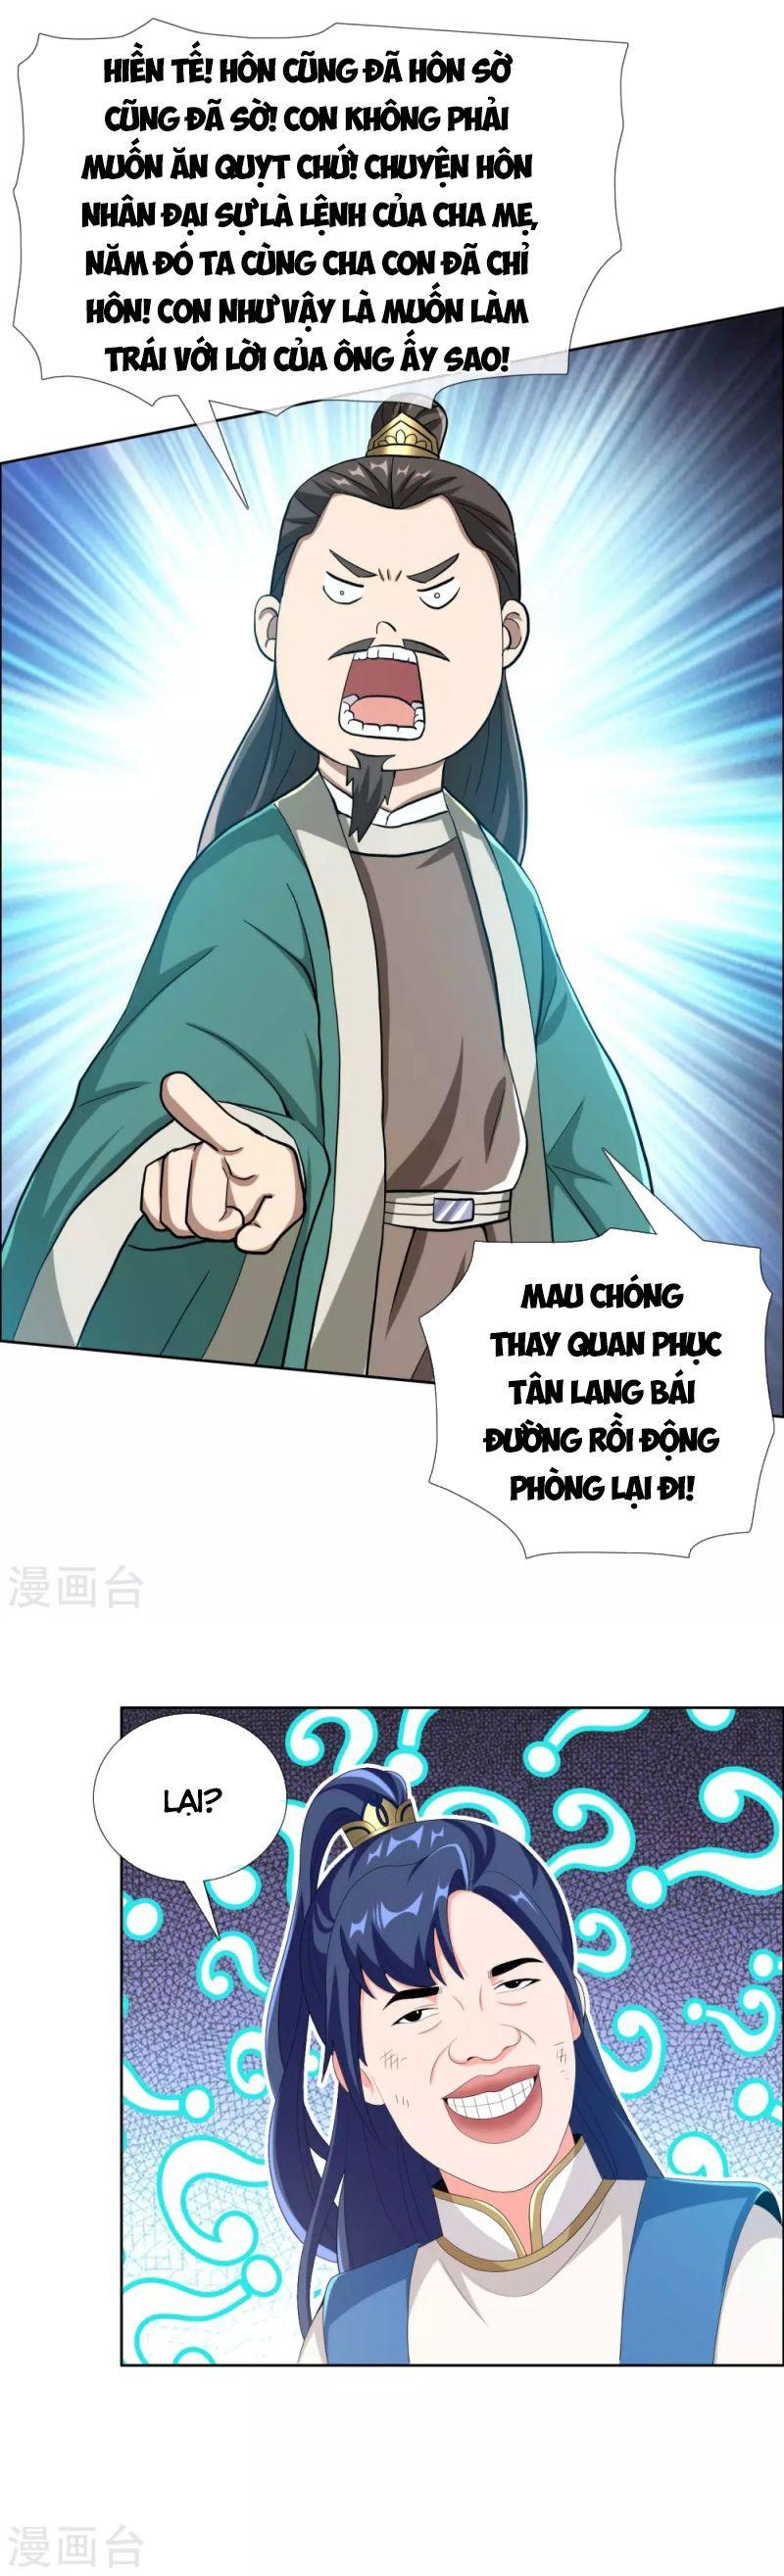 HIỀN TẾ! HÔN CŨNG ĐÃ HÔN SỜ
CŨNG ĐÃ SỜ! CON KHÔNG PHẢI
MUỐN ĂN QUỴT CHỨ! CHUYỆN HÔN
NHÂN ĐẠI SỰ LÀ LỆNH CỦA CHA MẸ,
NĂM ĐÓ TA CÙNG CHA CON ĐÃ CHỈ
HÔN! CON NHƯ VẬY LÀ MUỐN LÀM
TRÁI VỚI LỜI CỦA ÔNG ẤY SAO!
MAU CHÓNG
THAY QUAN PHỤC
TÂN LANG BÁI
ĐƯỜNG RỒI ĐỘNG
PHÒNG LẠI ĐI!
漫画台
LẠI?
漫画台